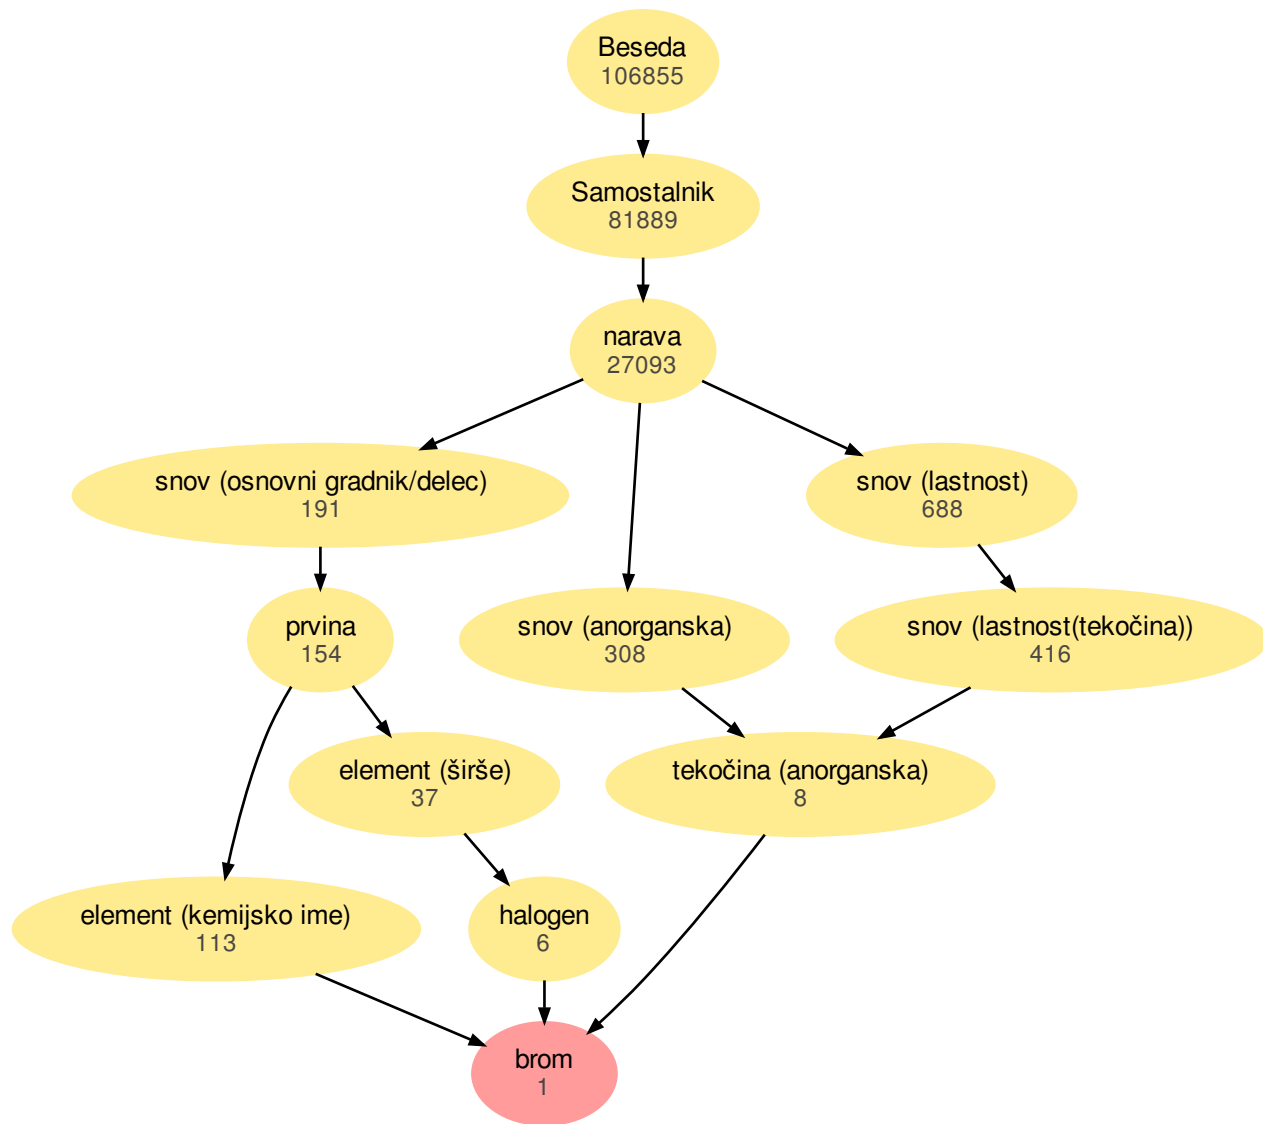 Beseda
106855
Samostalnik
81889
narava
27093
snov (osnovni gradnik/delec)
191
snov (lastnost)
688
prvina
154
snov (anorganska)
308
snov (lastnost(tekočina))
416
element (širše)
37
tekočina (anorganska)
8
element (kemijsko ime)
113
halogen
6
brom
1